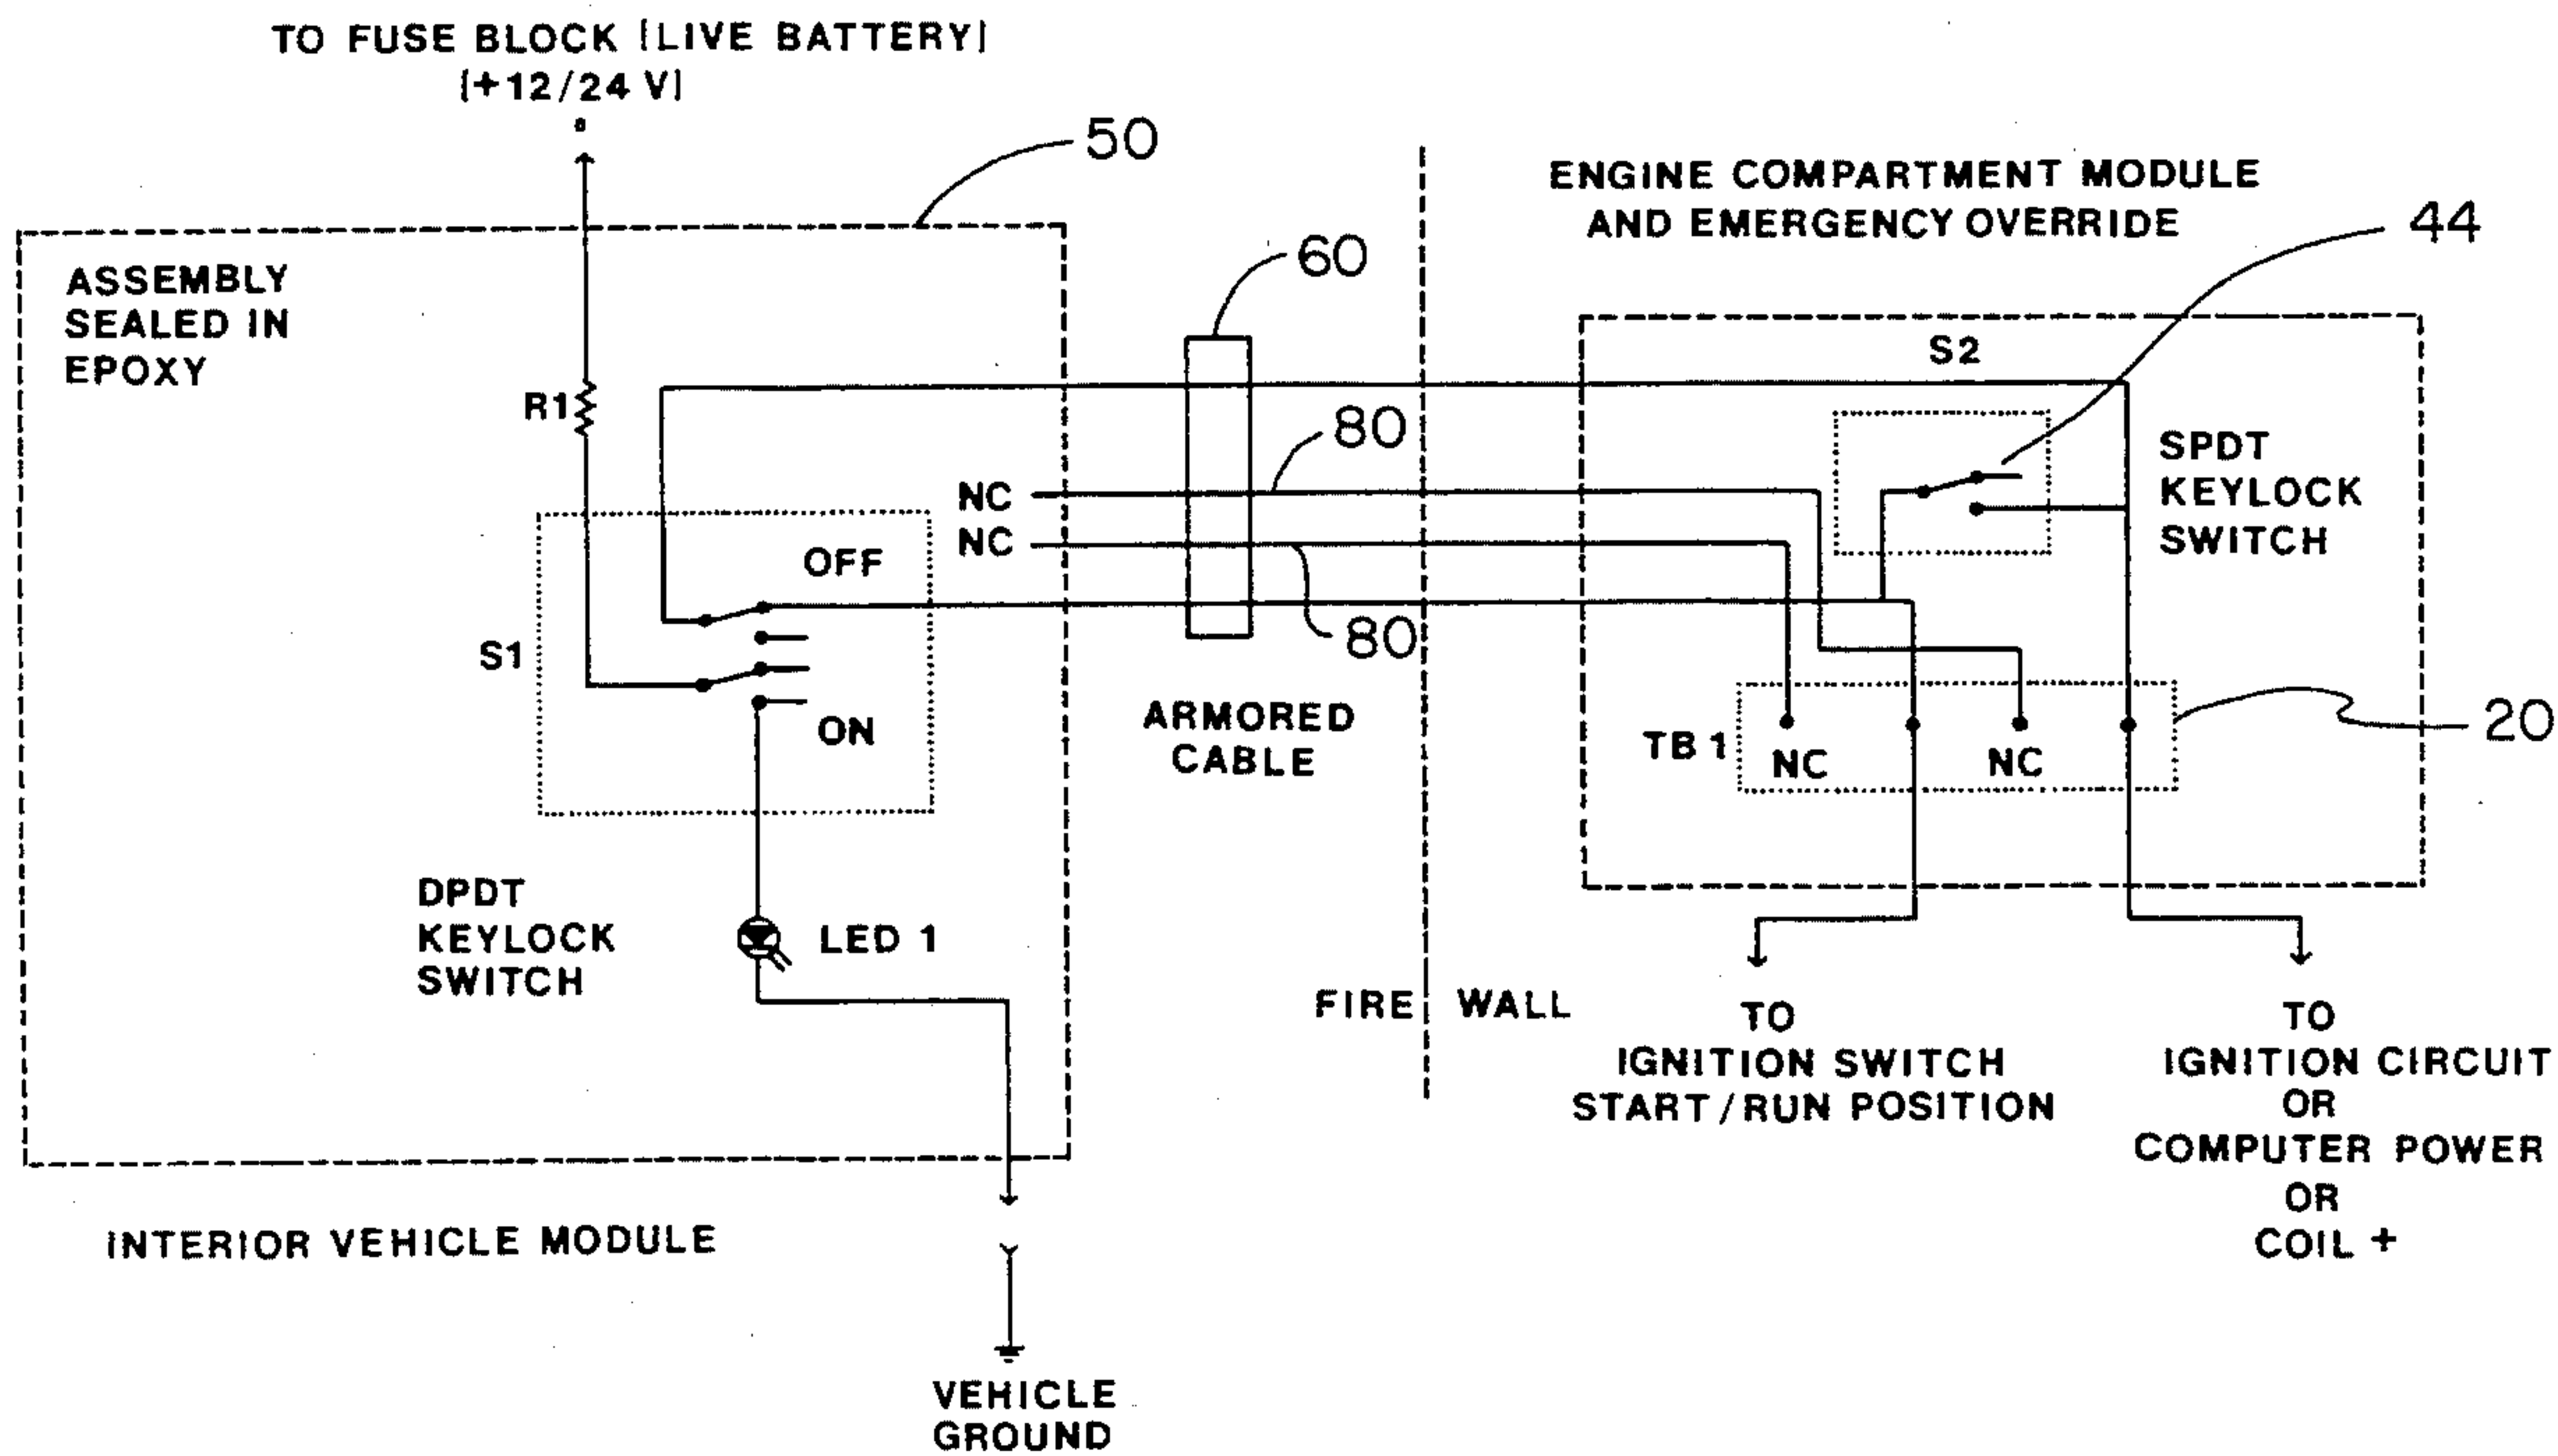 TO FUSE BLOCK (LIVE BATTERY)
(+12/24 V)
50
ENGINE COMPARTMENT MODULE
AND EMERGENCY OVERRIDE
44
60
ASSEMBLY
SEALED IN
EPOXY
R1
S2
80
SPDT
KEYLOCK
SWITCH
NC
NC
OFF
S1
80
ON
ARMORED
CABLE
TB 1
NC
NC
20
DPDT
KEYLOCK
SWITCH
LED 1
FIRE WALL
TO
IGNITION SWITCH
START/RUN POSITION
TO
IGNITION CIRCUIT
OR
COMPUTER POWER
OR
COIL +
INTERIOR VEHICLE MODULE
VEHICLE
GROUND